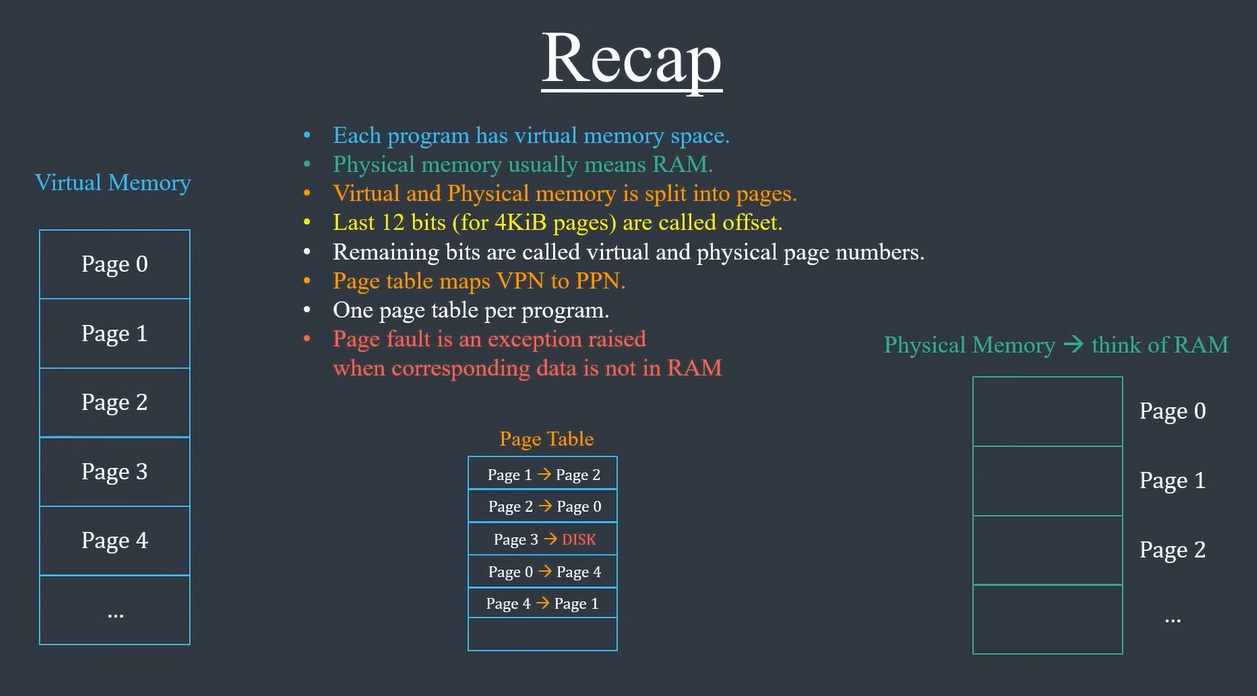 Recap
• Each program has virtual memory space.
• Physical memory usually means RAM.
• Virtual and Physical memory is split into pages.
• Last 12 bits (for 4KiB pages) are called offset.
• Remaining bits are called virtual and physical page numbers.
• Page table maps VPN to PPN.
• One page table per program.
• Page fault is an exception raised
when corresponding data is not in RAM
Virtual Memory
Page 0
Page 1
Page 2
Page 3
Page 4
...
Page Table
Page 1 → Page 2
Page 2 → Page 0
Page 3 → DISK
Page 0 → Page 4
Page 4 → Page 1
Physical Memory → think of RAM
Page 0
Page 1
Page 2
...